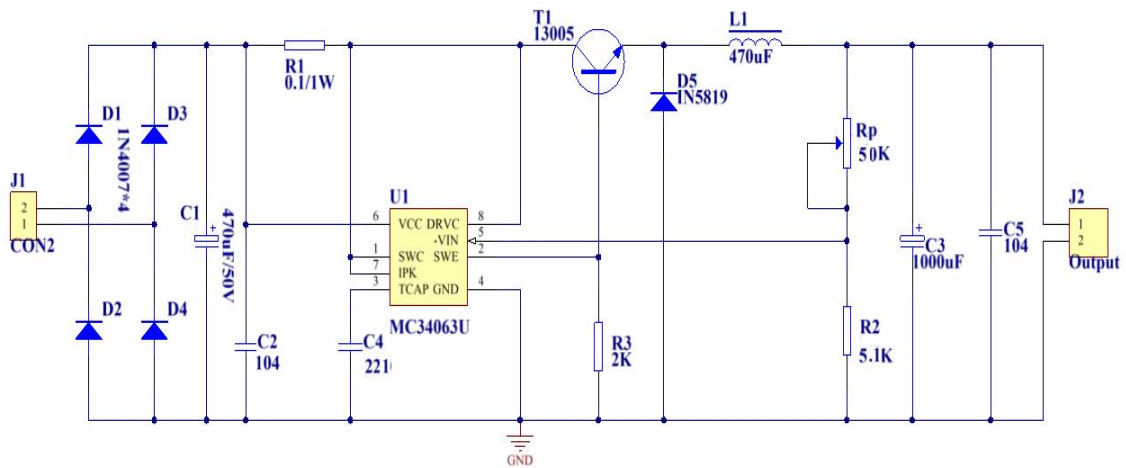 T1
13005
L1
470uF
R1
0.1/1W
D5
IN5819
D1
D3
1N4007*4
Rp
50K
J1
2
1
CON2
C1
+
470uF/50V
U1
6
VCC
DRVC
8
-VIN
5
1
SWC
SWE
2
7
IPK
3
TCAP
GND
4
MC34063U
J2
1
2
Output
+
C3
1000uF
C5
104
D2
D4
C2
104
C4
221
R3
2K
R2
5.1K
GND